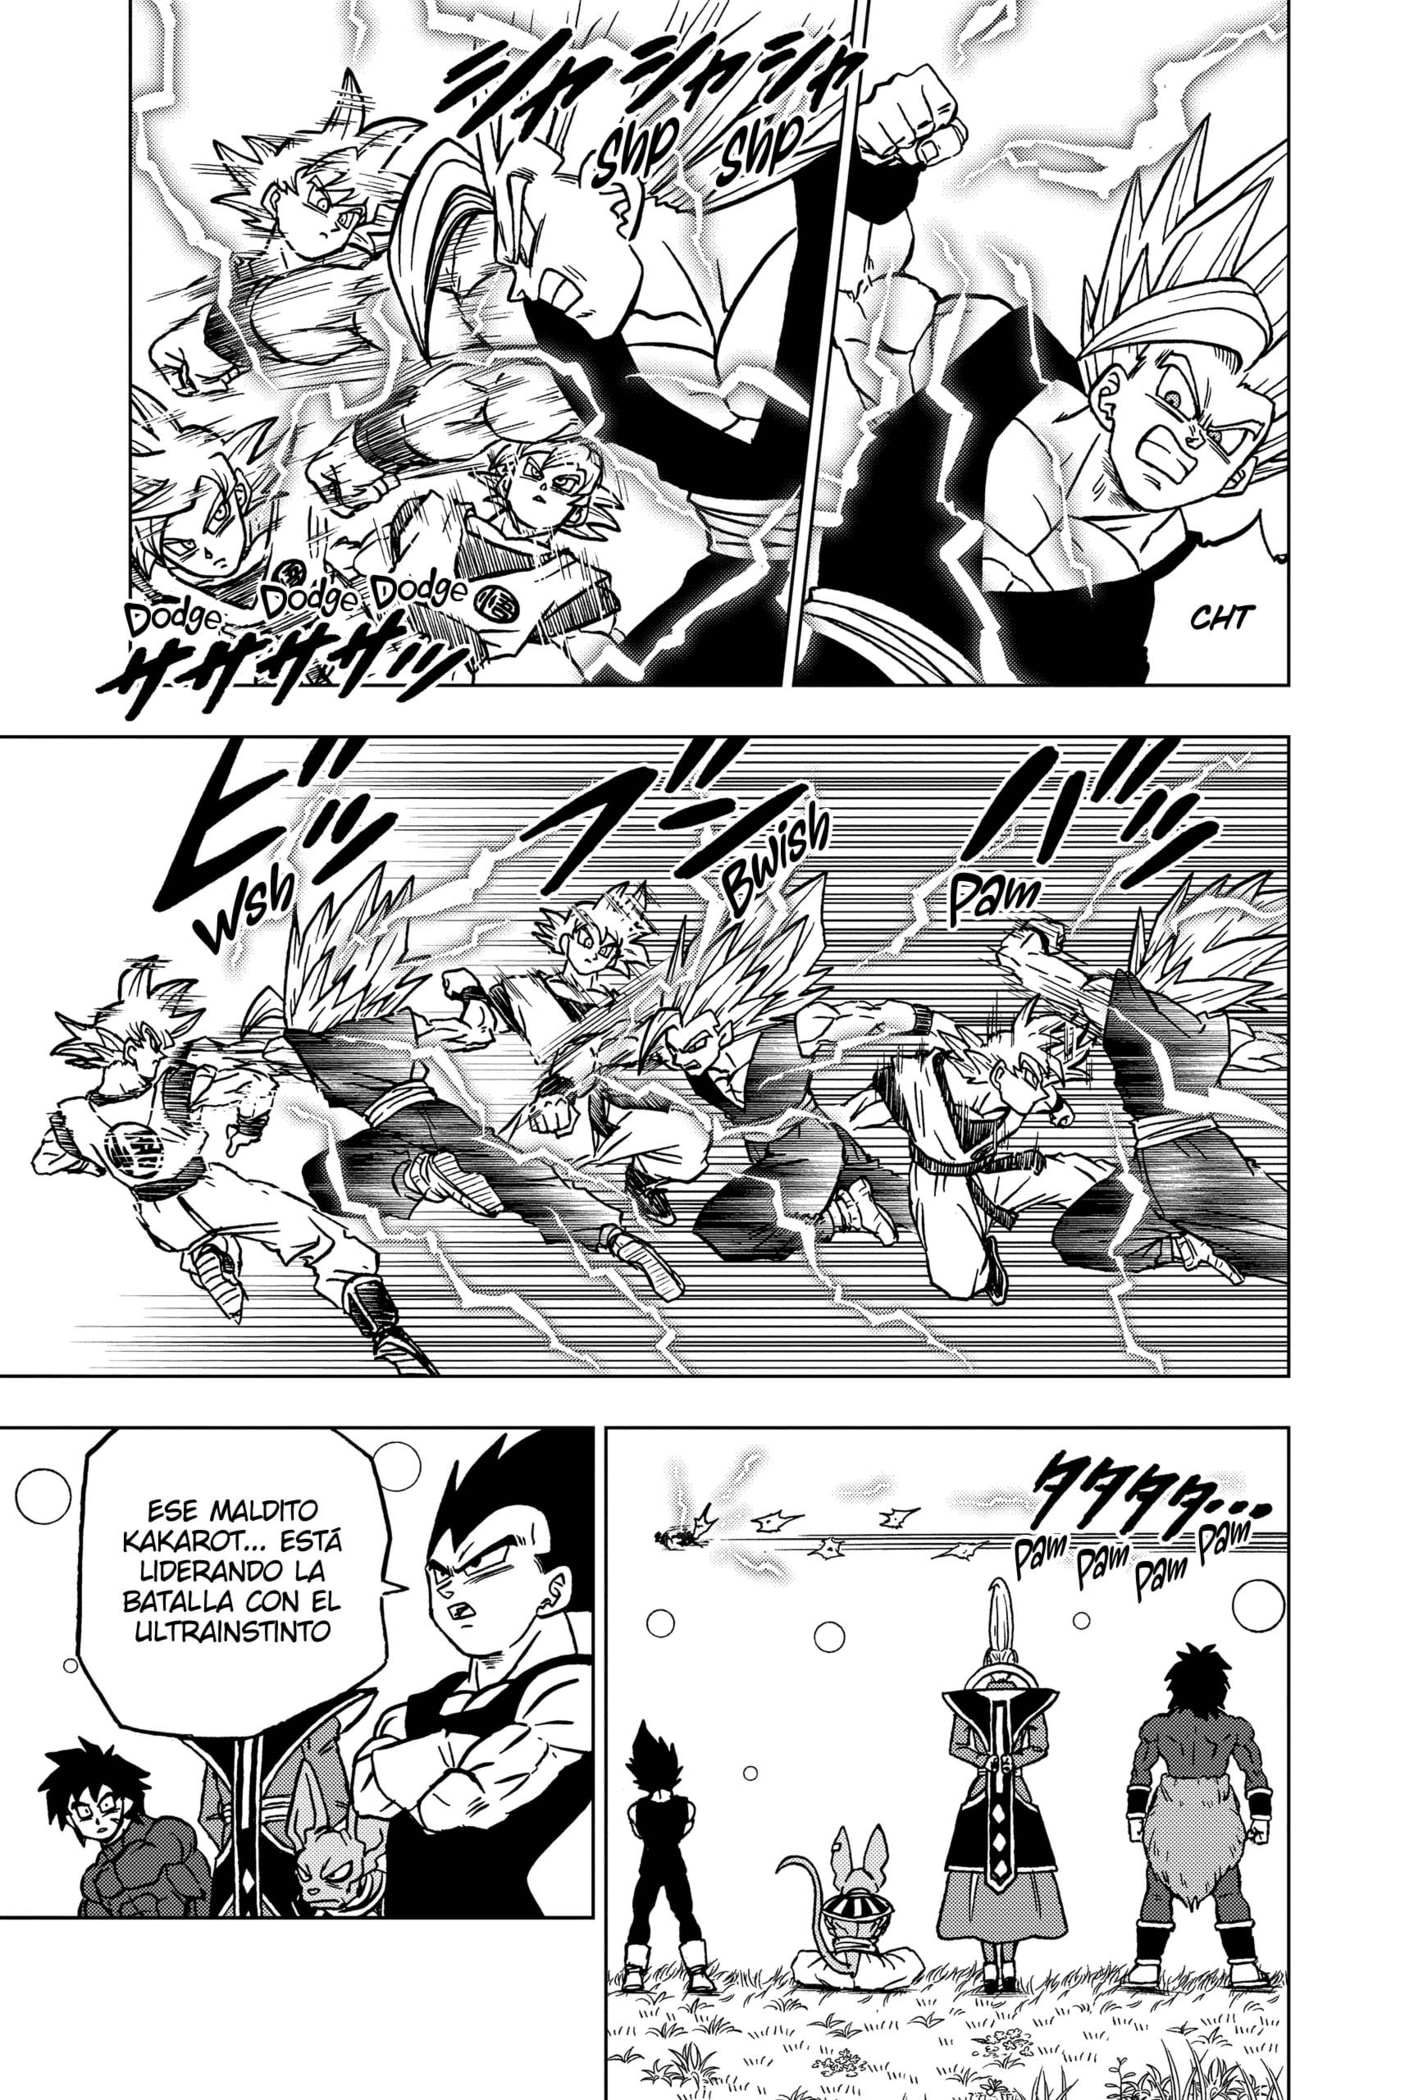 シャシャシャ
Shp
Shp
CHT
悟
Dodge
Dodge
Dodge
ササササッ
バッ
Pam
ブン
Bwish
ビッ
Wsh
タタタタ...
Pam
Pam
Pam
Pam
ESE MALDITO
KAKAROT... ESTÁ
LIDERANDO LA
BATALLA CON EL
ULTRAINSTINTO